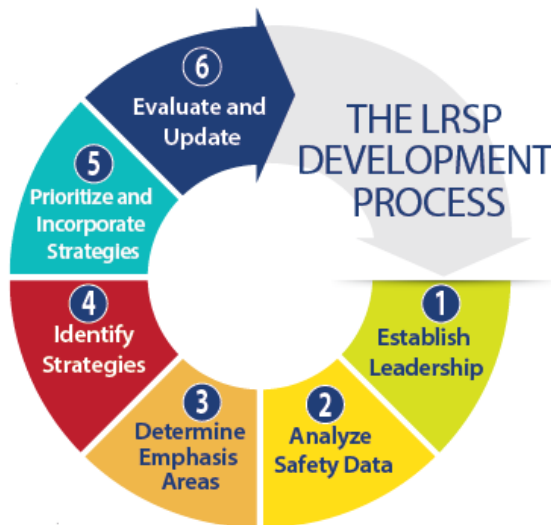 THE LRSP
DEVELOPMENT
PROCESS
1
Establish
Leadership
2
Analyze
Safety Data
3
Determine
Emphasis
Areas
4
Identify
Strategies
5
Prioritize and
Incorporate
Strategies
6
Evaluate and
Update